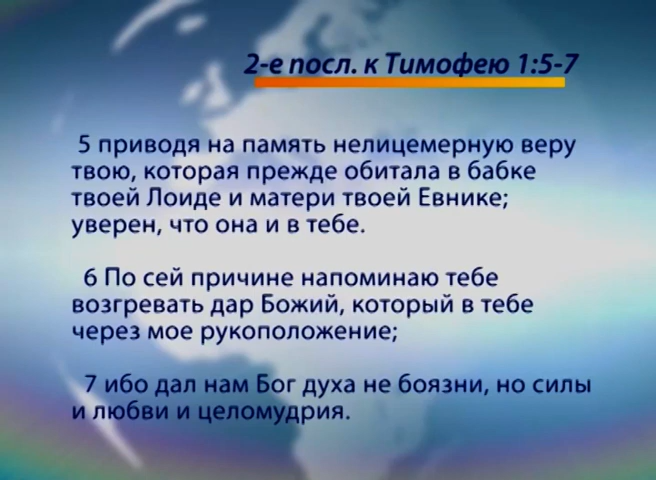 2-е посл. к Тимофею 1:5-7
5 приводя на память нелицемерную веру
твою, которая прежде обитала в бабке
твоей Лоиде и матери твоей Евнике;
уверен, что она и в тебе.
6 По сей причине напоминаю тебе
возгревать дар Божий, который в тебе
через мое рукоположение;
7 ибо дал нам Бог духа не боязни, но силы
и любви и целомудрия.